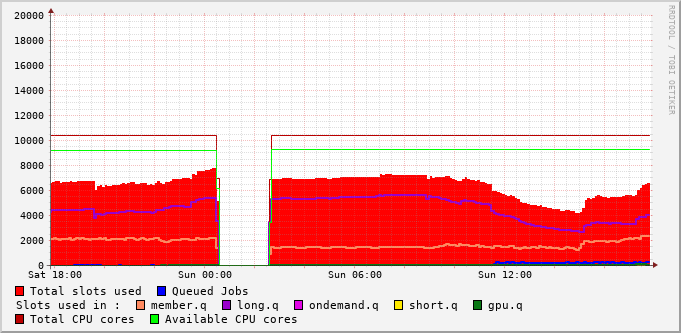 20000
18000
16000
14000
12000
10000
8000
6000
4000
2000
0
Sat 18:00 Sun 00:00 Sun 06:00 Sun 12:00
Total slots used Queued Jobs
Slots used in : member.q long.q ondemand.q short.q gpu.q
Total CPU cores Available CPU cores
RRDTOOL / TOBI OETIKER